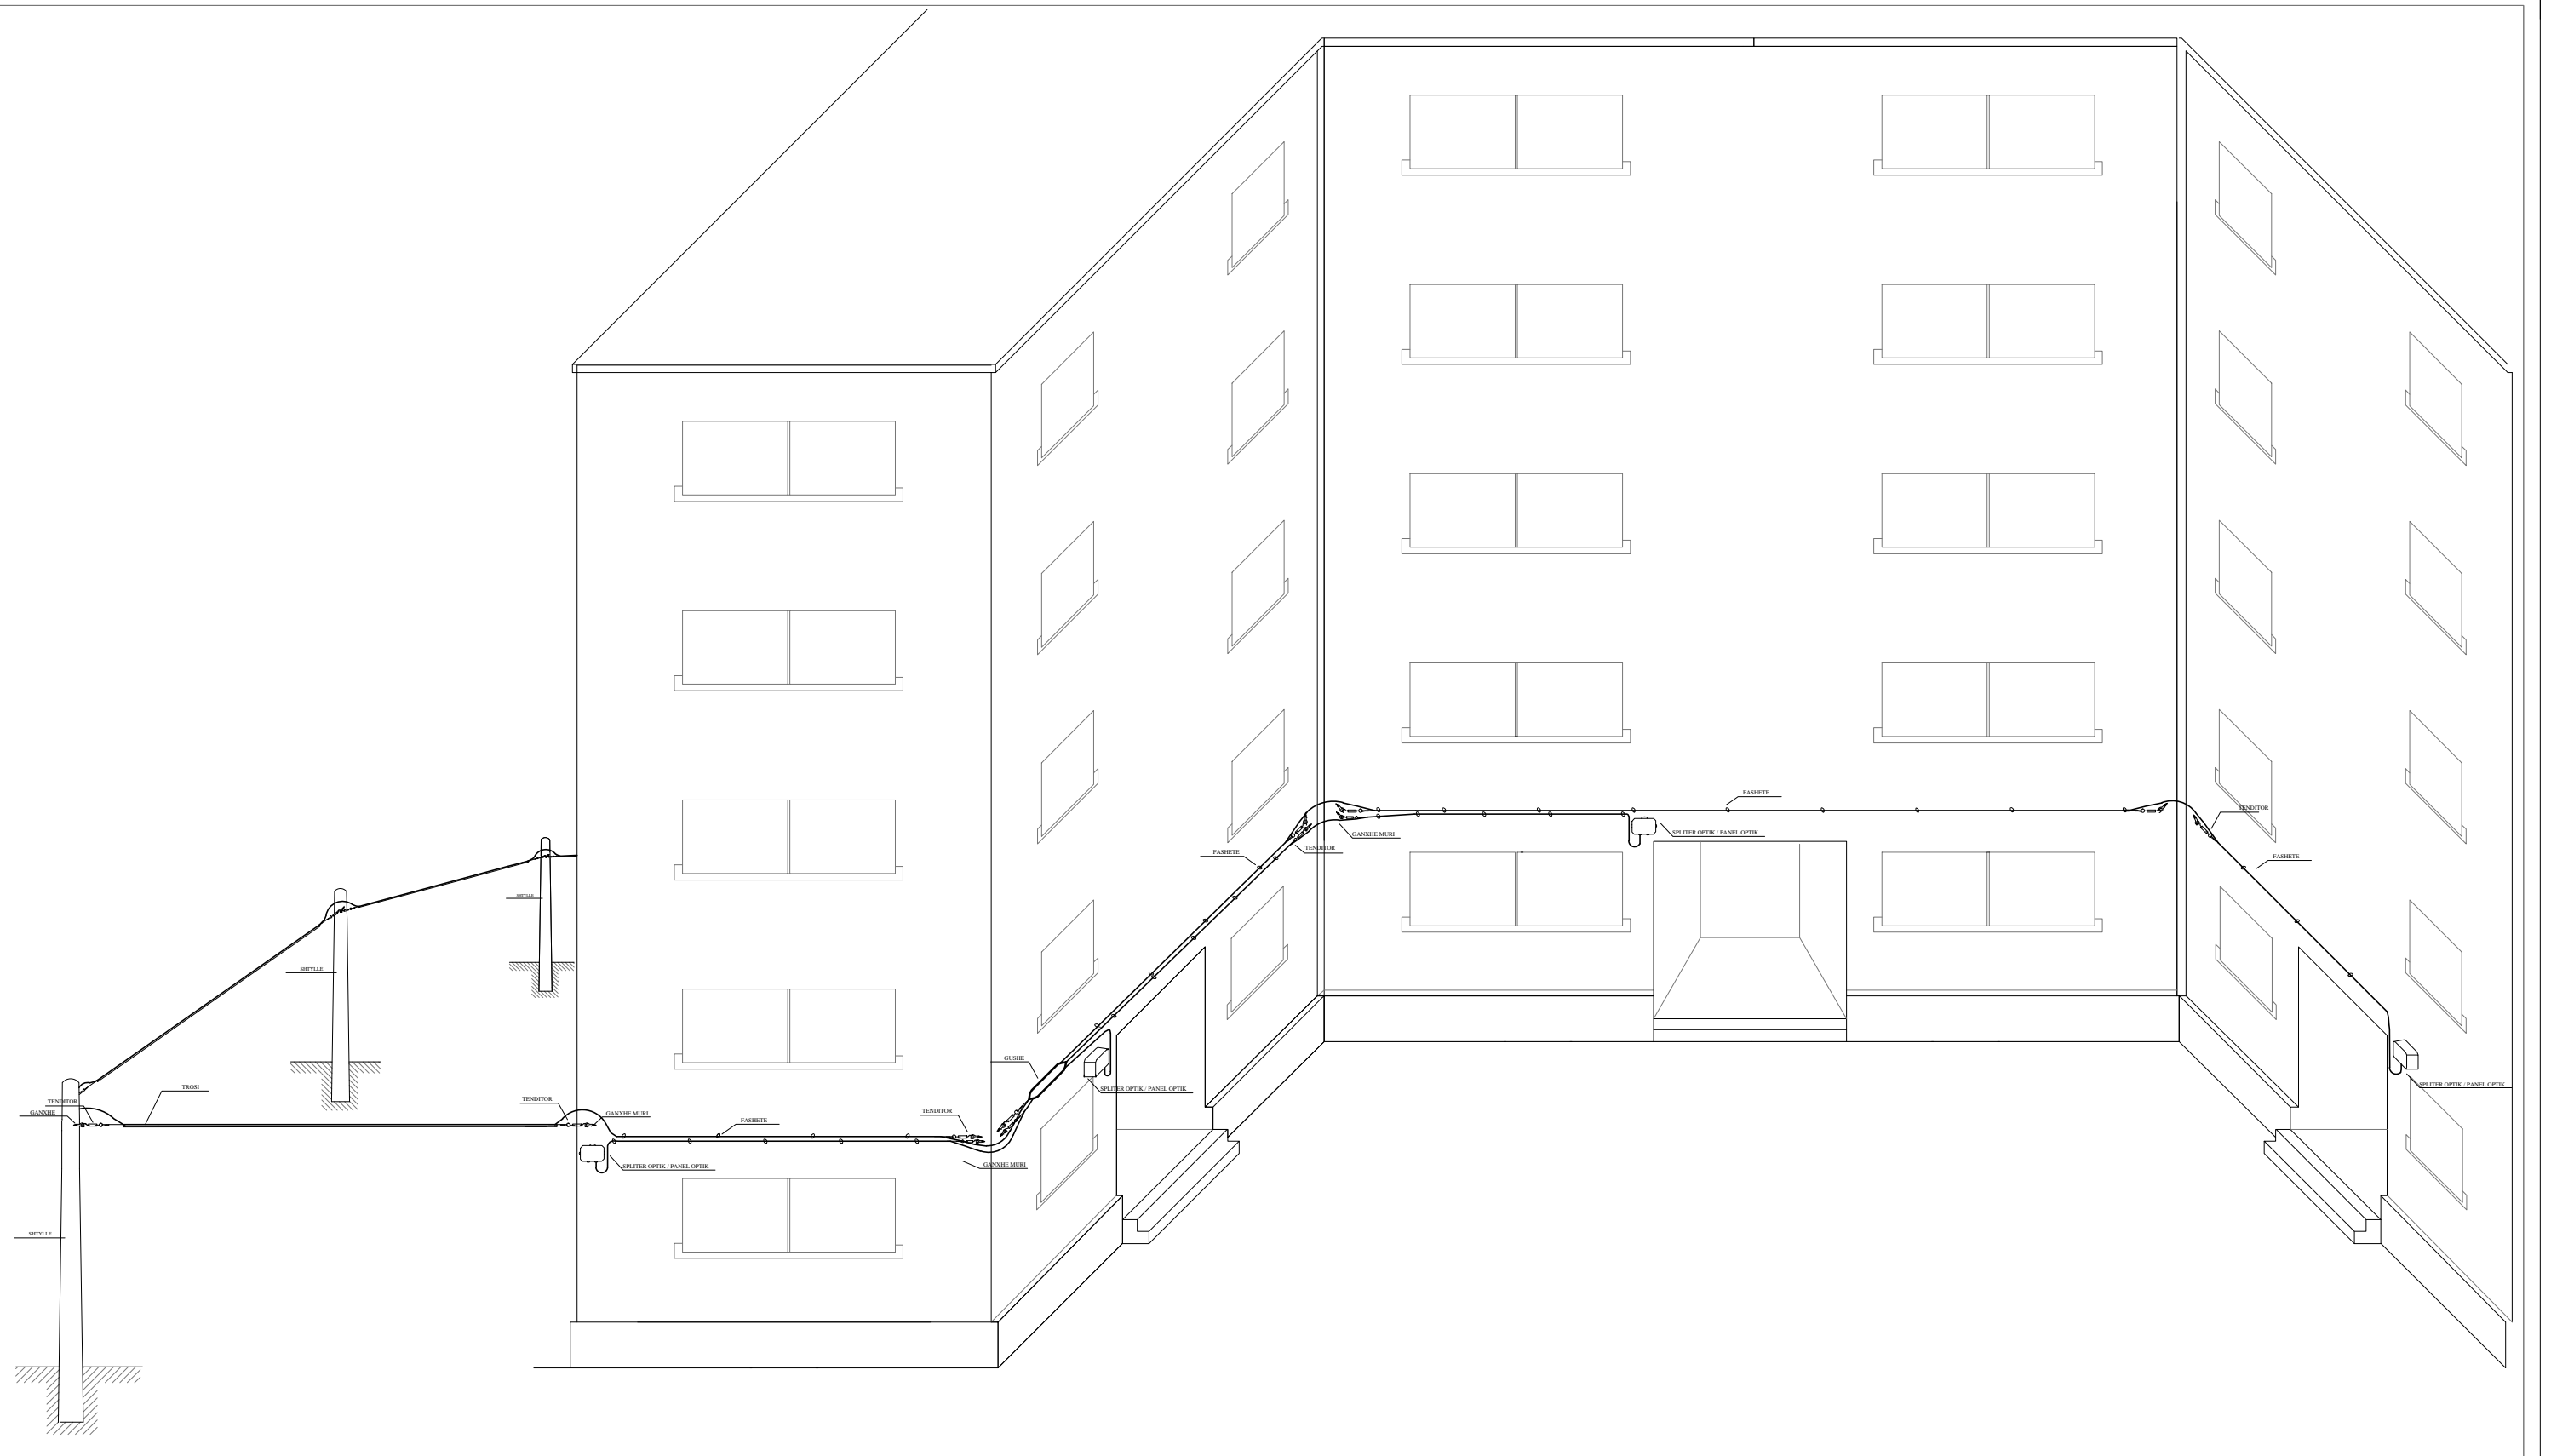 FASHETE
TENDITOR
SPLITER OPTIK / PANEL OPTIK
GANXHE MURI
TENDITOR
FASHETE
FASHETE
SHTYLLE
SHTYLLE
GUSHE
SPLITER OPTIK / PANEL OPTIK
SPLITER OPTIK / PANEL OPTIK
TROSI
TENDITOR
GANXHE
TENDITOR
GANXHE MURI
FASHETE
TENDITOR
SPLITER OPTIK / PANEL OPTIK
GANXHE MURI
SHTYLLE